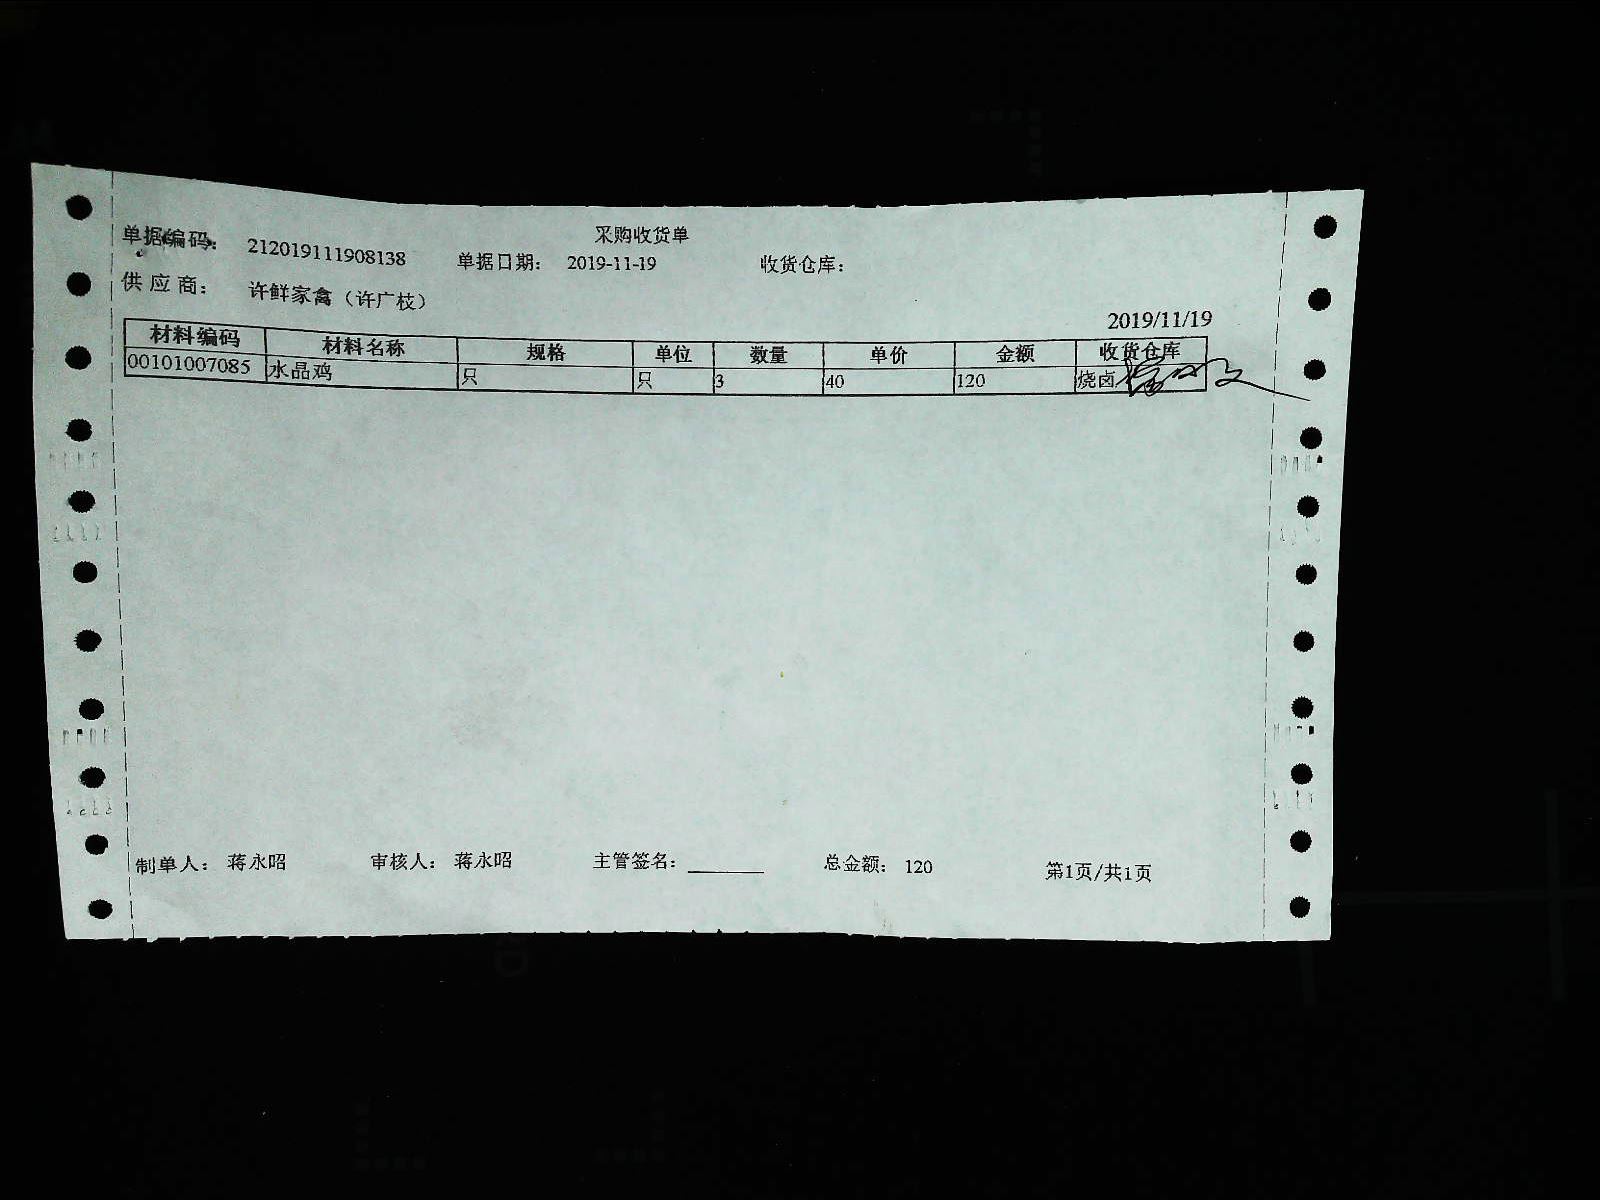 采购收货单
单据编码: 212019111908138 单据日期: 2019-11-19 收货仓库:
供应商: 许鲜家禽（许广枝）
2019/11/19
材料编码 材料名称 规格 单位 数量 单价 金额 收货仓库
00101007085 水晶鸡 只 只 3 40 120 烧卤
制单人: 蒋永昭 审核人: 蒋永昭 主管签名: 总金额: 120 第1页/共1页